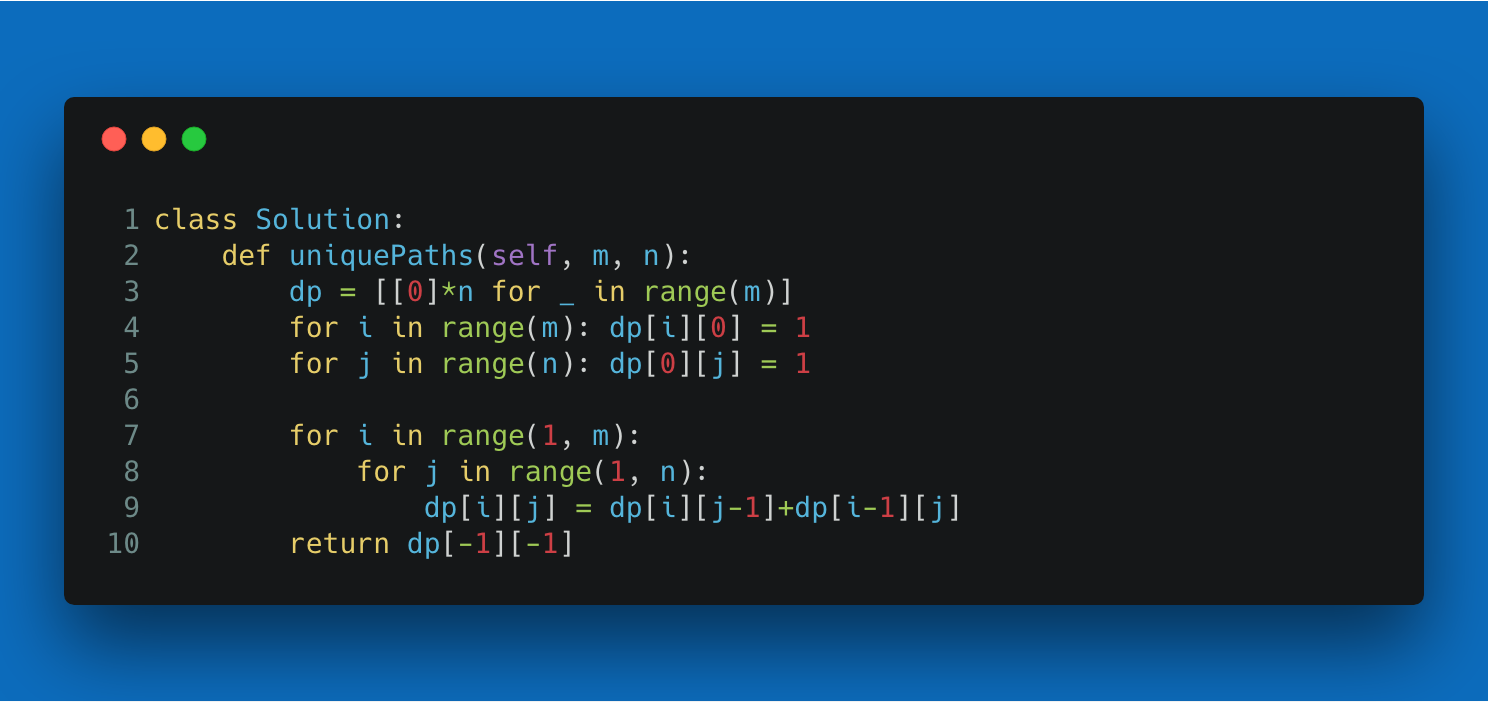 1 class Solution:
2     def uniquePaths(self, m, n):
3         dp = [[0]*n for _ in range(m)]
4         for i in range(m): dp[i][0] = 1
5         for j in range(n): dp[0][j] = 1
6
7         for i in range(1, m):
8             for j in range(1, n):
9                 dp[i][j] = dp[i][j-1]+dp[i-1][j]
10         return dp[-1][-1]